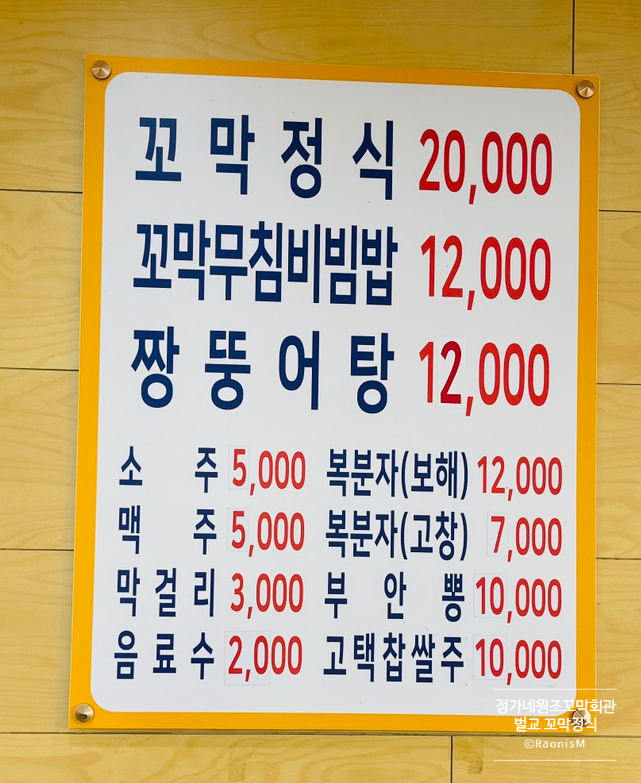 꼬막정식 20,000
꼬막무침비빔밥 12,000
짱뚱어탕 12,000
소주 5,000 복분자(보해) 12,000
맥주 5,000 복분자(고창) 7,000
막걸리 3,000 부안뽕 10,000
음료수 2,000 고택찹쌀주 10,000
정가네원조꼬막회관
벌교 꼬막정식
©RaonisM